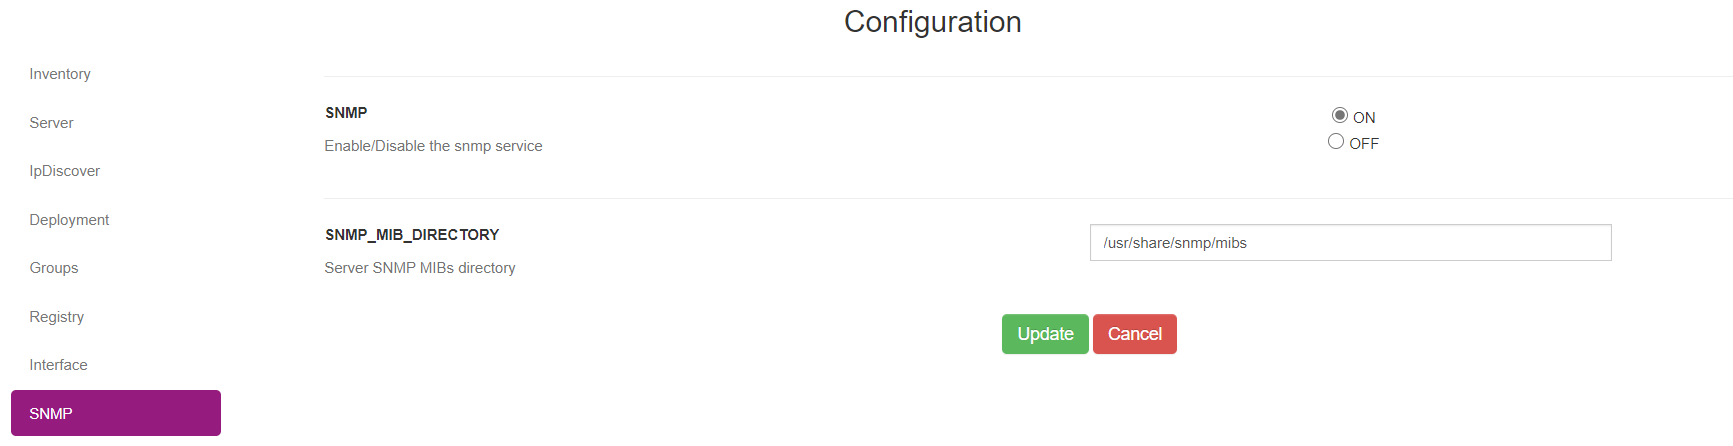 Configuration
Inventory
Server
IpDiscover
Deployment
Groups
Registry
Interface
SNMP
SNMP
Enable/Disable the snmp service
ON
OFF
SNMP_MIB_DIRECTORY
Server SNMP MIBs directory
/usr/share/snmp/mibs
Update Cancel